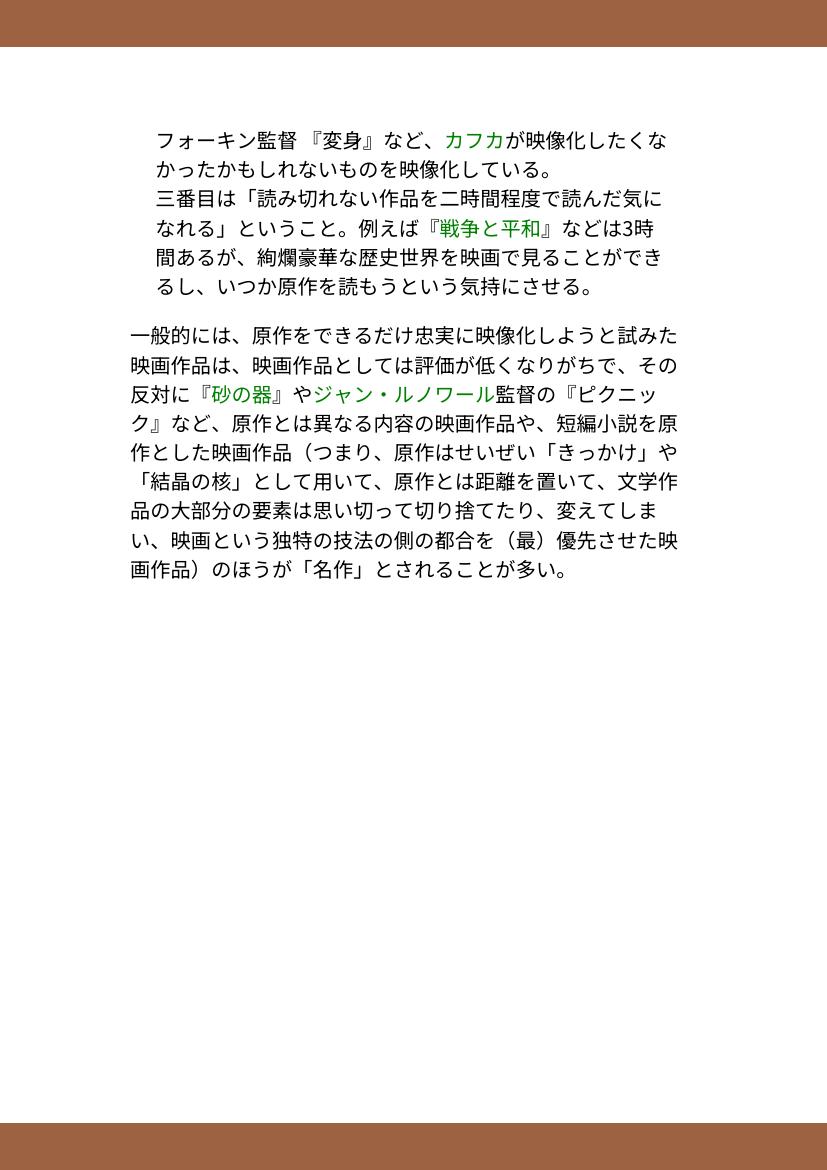 フォーキン監督 『変身』など、カフカが映像化したくな
かったかもしれないものを映像化している。
三番目は「読み切れない作品を二時間程度で読んだ気に
なれる」ということ。例えば『戦争と平和』などは3時
間あるが、絢爛豪華な歴史世界を映画で見ることができ
るし、いつか原作を読もうという気持にさせる。
一般的には、原作をできるだけ忠実に映像化しようと試みた
映画作品は、映画作品としては評価が低くなりがちで、その
反対に『砂の器』やジャン・ルノワール監督の『ピクニッ
ク』など、原作とは異なる内容の映画作品や、短編小説を原
作とした映画作品（つまり、原作はせいぜい「きっかけ」や
「結晶の核」として用いて、原作とは距離を置いて、文学作
品の大部分の要素は思い切って切り捨てたり、変えてしま
い、映画という独特の技法の側の都合を（最）優先させた映
画作品）のほうが「名作」とされることが多い。